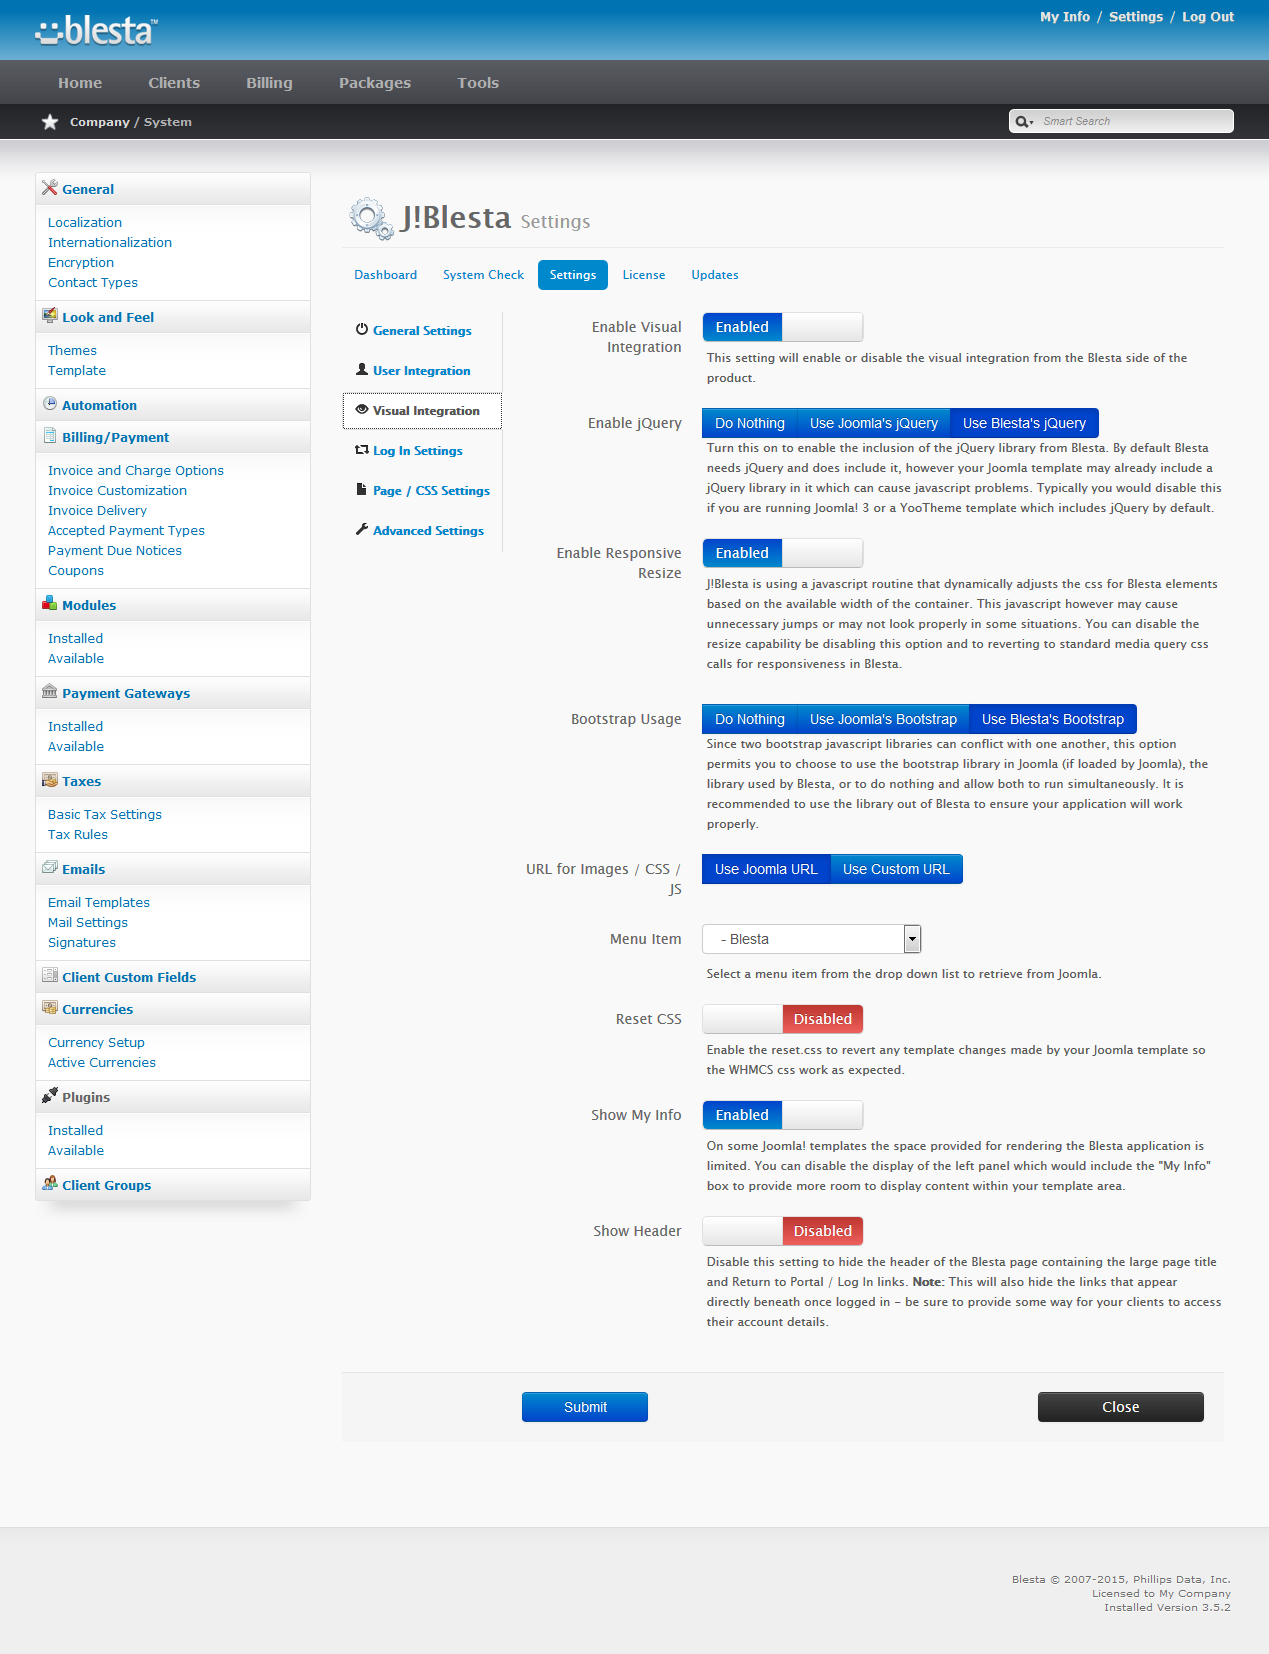 blesta™
My Info / Settings / Log Out
Home Clients Billing Packages Tools
Company / System
Smart Search
General
Localization
Internationalization
Encryption
Contact Types
Look and Feel
Themes
Template
Automation
Billing/Payment
Invoice and Charge Options
Invoice Customization
Invoice Delivery
Accepted Payment Types
Payment Due Notices
Coupons
Modules
Installed
Available
Payment Gateways
Installed
Available
Taxes
Basic Tax Settings
Tax Rules
Emails
Email Templates
Mail Settings
Signatures
Client Custom Fields
Currencies
Currency Setup
Active Currencies
Plugins
Installed
Available
Client Groups
J!Blesta Settings
Dashboard System Check Settings License Updates
General Settings
User Integration
Visual Integration
Log In Settings
Page / CSS Settings
Advanced Settings
Enable Visual
Integration
Enabled
This setting will enable or disable the visual integration from the Blesta side of the
product.
Enable jQuery
Do Nothing Use Joomla's jQuery Use Blesta's jQuery
Turn this on to enable the inclusion of the jQuery library from Blesta. By default Blesta
needs jQuery and does include it, however your Joomla template may already include a
jQuery library in it which can cause javascript problems. Typically you would disable this
if you are running Joomla! 3 or a YooTheme template which includes jQuery by default.
Enable Responsive
Resize
Enabled
J!Blesta is using a javascript routine that dynamically adjusts the css for Blesta elements
based on the available width of the container. This javascript however may cause
unnecessary jumps or may not look properly in some situations. You can disable the
resize capability be disabling this option and to reverting to standard media query css
calls for responsiveness in Blesta.
Bootstrap Usage
Do Nothing Use Joomla's Bootstrap Use Blesta's Bootstrap
Since two bootstrap javascript libraries can conflict with one another, this option
permits you to choose to use the bootstrap library in Joomla (if loaded by Joomla), the
library used by Blesta, or to do nothing and allow both to run simultaneously. It is
recommended to use the library out of Blesta to ensure your application will work
properly.
URL for Images / CSS /
JS
Use Joomla URL Use Custom URL
Menu Item
- Blesta
Select a menu item from the drop down list to retrieve from Joomla.
Reset CSS
Disabled
Enable the reset.css to revert any template changes made by your Joomla template so
the WHMCS css work as expected.
Show My Info
Enabled
On some Joomla! templates the space provided for rendering the Blesta application is
limited. You can disable the display of the left panel which would include the "My Info"
box to provide more room to display content within your template area.
Show Header
Disabled
Disable this setting to hide the header of the Blesta page containing the large page title
and Return to Portal / Log In links. Note: This will also hide the links that appear
directly beneath once logged in - be sure to provide some way for your clients to access
their account details.
Submit Close
Blesta © 2007-2015, Phillips Data, Inc.
Licensed to My Company
Installed Version 3.5.2